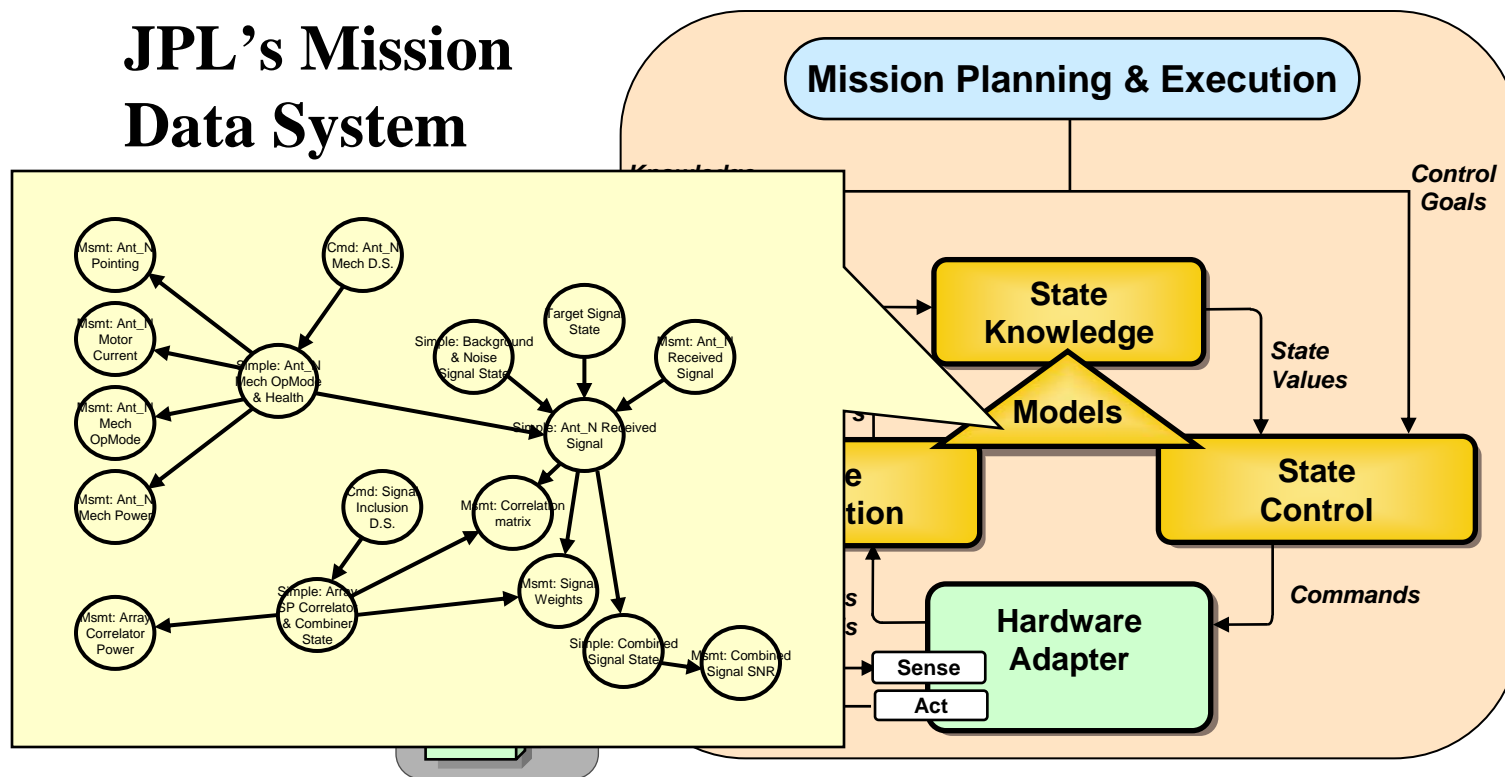 JPL’s Mission
Data System
Mission Planning & Execution
Control
Goals
State
Knowledge
State
Values
Models
State
Control
Commands
Hardware
Adapter
Sense
Act
Msmt: Ant_N
Pointing
Cmd: Ant_N
Mech D.S.
Msmt: Ant_N
Motor
Current
Simple: Ant_N
Mech OpMode
& Health
Msmt: Ant_N
Mech
OpMode
Msmt: Ant_N
Mech Power
Simple: Background
& Noise
Signal State
Target Signal
State
Msmt: Ant_N
Received
Signal
Simple: Ant_N Received
Signal
Cmd: Signal
Inclusion
D.S.
Msmt: Correlation
matrix
Simple: Array
SP Correlator
& Combiner
State
Msmt: Signal
Weights
Msmt: Array
Correlator
Power
Simple: Combined
Signal State
Msmt: Combined
Signal SNR